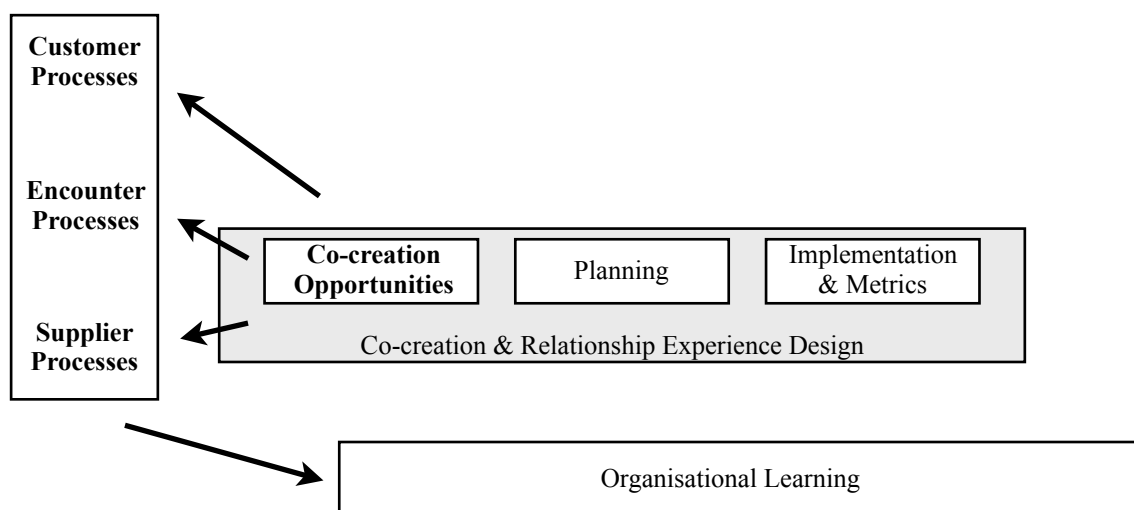 Customer
Processes
Encounter
Processes
Supplier
Processes
Co-creation
Opportunities
Planning
Implementation
& Metrics
Co-creation & Relationship Experience Design
Organisational Learning